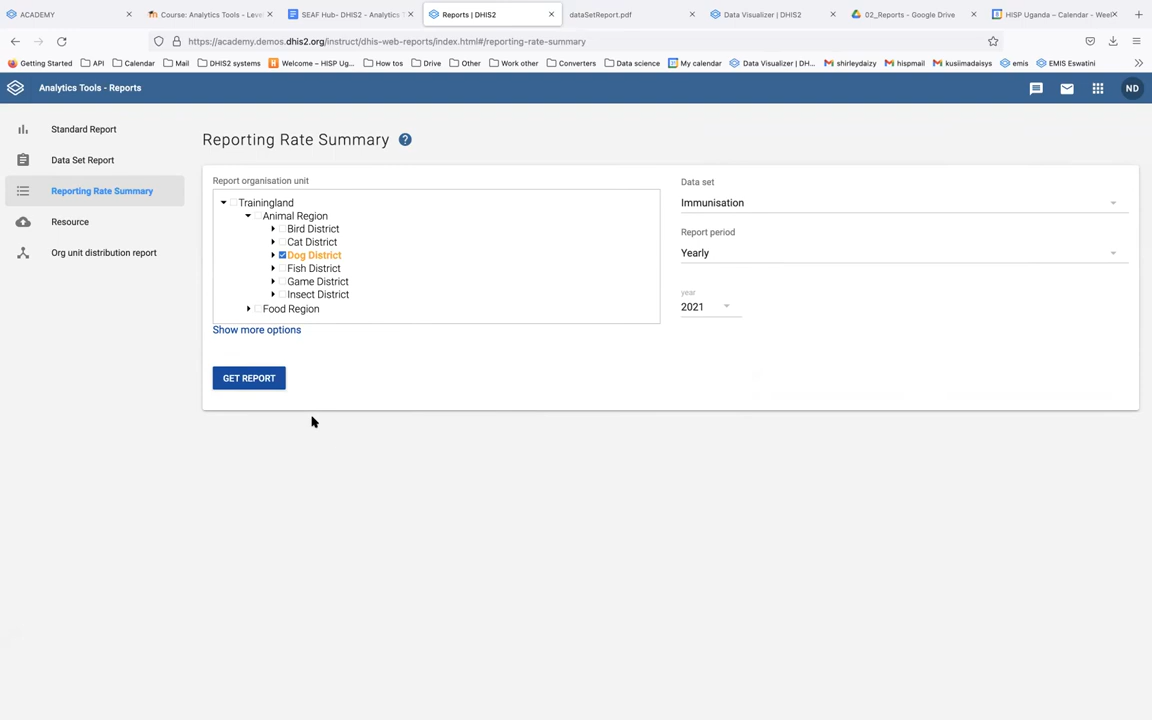 ACADEMY
Course: Analytics Tools - Level
SEAF Hub- DHIS2 - Analytics T
Reports | DHIS2
dataSetReport.pdf
Data Visualizer | DHIS2
02_Reports - Google Drive
HISP Uganda – Calendar - Week
https://academy.demos.dhis2.org/instruct/dhis-web-reports/index.html#/reporting-rate-summary
Getting Started
API
Calendar
Mail
DHIS2 systems
Welcome – HISP Ug...
How tos
Drive
Other
Work other
Converters
Data science
My calendar
Data Visualizer | DH...
shirleydaizy
hispmail
kusiimadaisys
emis
EMIS Eswatini
Analytics Tools - Reports
ND
Standard Report
Data Set Report
Reporting Rate Summary
Resource
Org unit distribution report
Reporting Rate Summary ?
Report organisation unit
Trainingland
Animal Region
Bird District
Cat District
Dog District
Fish District
Game District
Insect District
Food Region
Show more options
GET REPORT
Data set
Immunisation
Report period
Yearly
year
2021